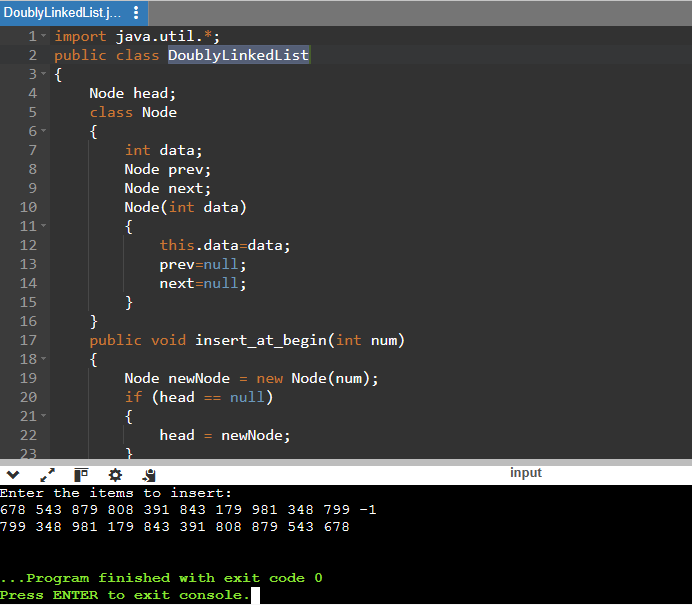 DoublyLinkedList.j...
1 import java.util.*;
2 public class DoublyLinkedList
3 {
4 Node head;
5 class Node
6 {
7 int data;
8 Node prev;
9 Node next;
10 Node(int data)
11 {
12 this.data=data;
13 prev=null;
14 next=null;
15 }
16 }
17 public void insert_at_begin(int num)
18 {
19 Node newNode = new Node(num);
20 if (head == null)
21 {
22 head = newNode;
23 }
input
Enter the items to insert:
678 543 879 808 391 843 179 981 348 799 -1
799 348 981 179 843 391 808 879 543 678
...Program finished with exit code 0
Press ENTER to exit console.